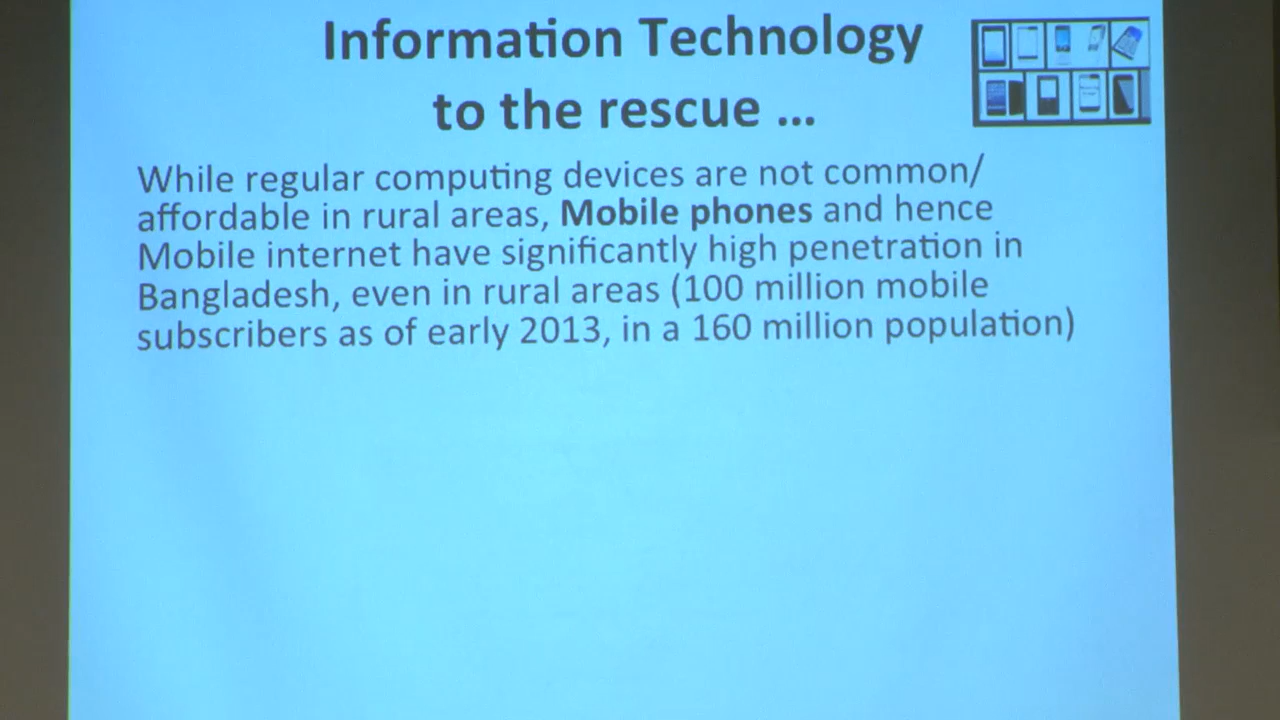 Information Technology
to the rescue ...
While regular computing devices are not common/
affordable in rural areas, Mobile phones and hence
Mobile internet have significantly high penetration in
Bangladesh, even in rural areas (100 million mobile
subscribers as of early 2013, in a 160 million population)